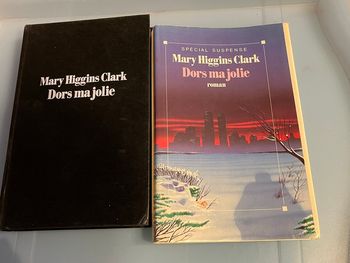 Mary Higgins Clark
Dors ma jolie
SPÉCIAL SUSPENSE
Mary Higgins Clark
Dors ma jolie
roman